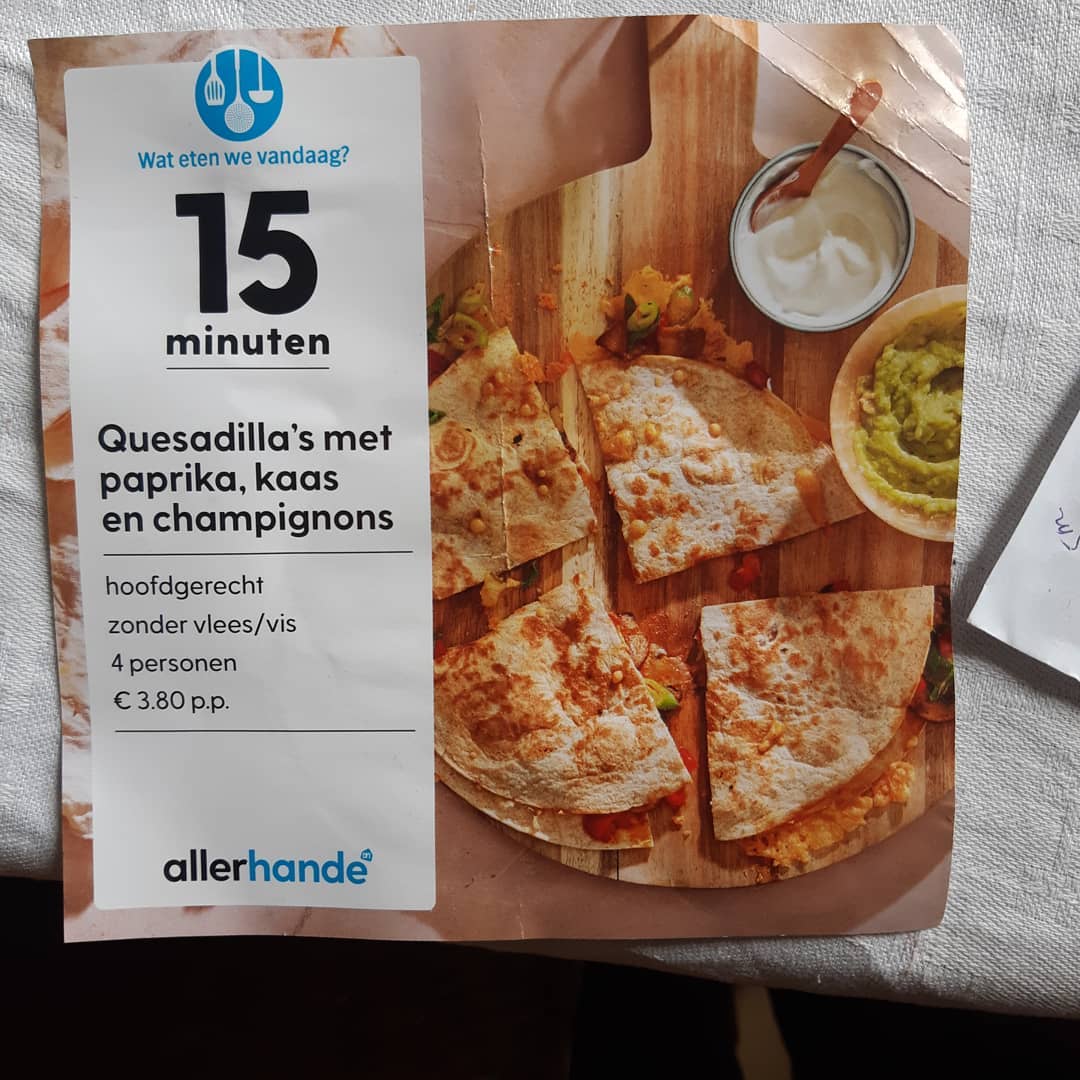 Wat eten we vandaag?
15
minuten
Quesadilla's met
paprika, kaas
en champignons
hoofdgerecht
zonder vlees/vis
4 personen
€ 3.80 p.p.
allerhande